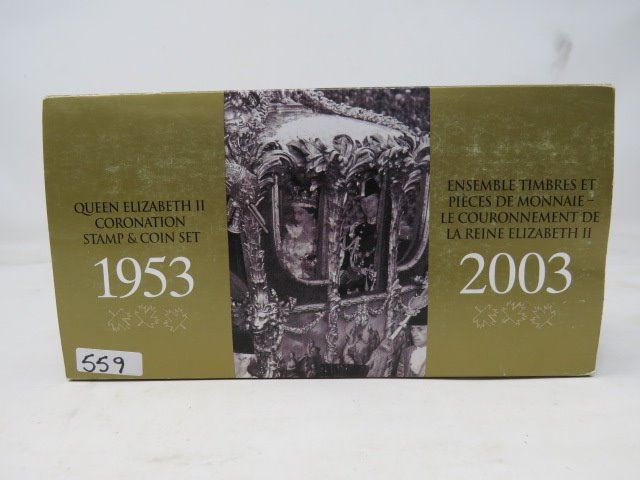 QUEEN ELIZABETH II
CORONATION
STAMP & COIN SET
1953
559
ENSEMBLE TIMBRES ET
PIÈCES DE MONNAIE –
LE COURONNEMENT DE
LA REINE ELIZABETH II
2003